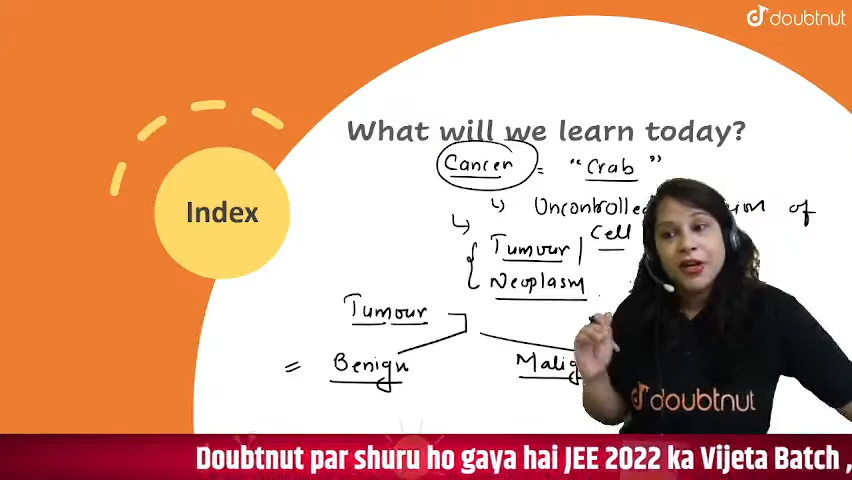 doubtnut
What will we learn today?
Index
Cancer = "Crab"
↳ Uncontrolled of
↳ Cell
Tumour |
Neoplasm
Tumour
= Benign
doubtnut
Doubtnut par shuru ho gaya hai JEE 2022 ka Vijeta Batch ,